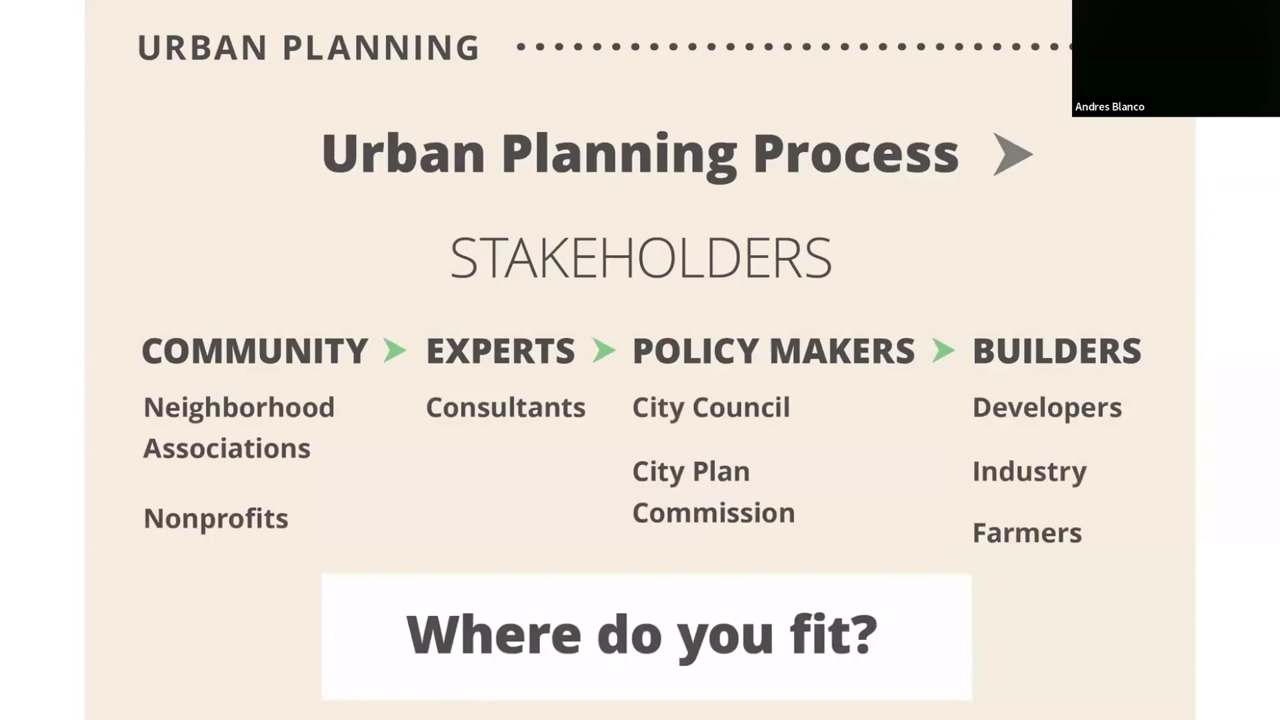 URBAN PLANNING
Andres Blanco
Urban Planning Process
STAKEHOLDERS
COMMUNITY
EXPERTS
POLICY MAKERS
BUILDERS
Neighborhood
Associations
Nonprofits
Consultants
City Council
City Plan
Commission
Developers
Industry
Farmers
Where do you fit?